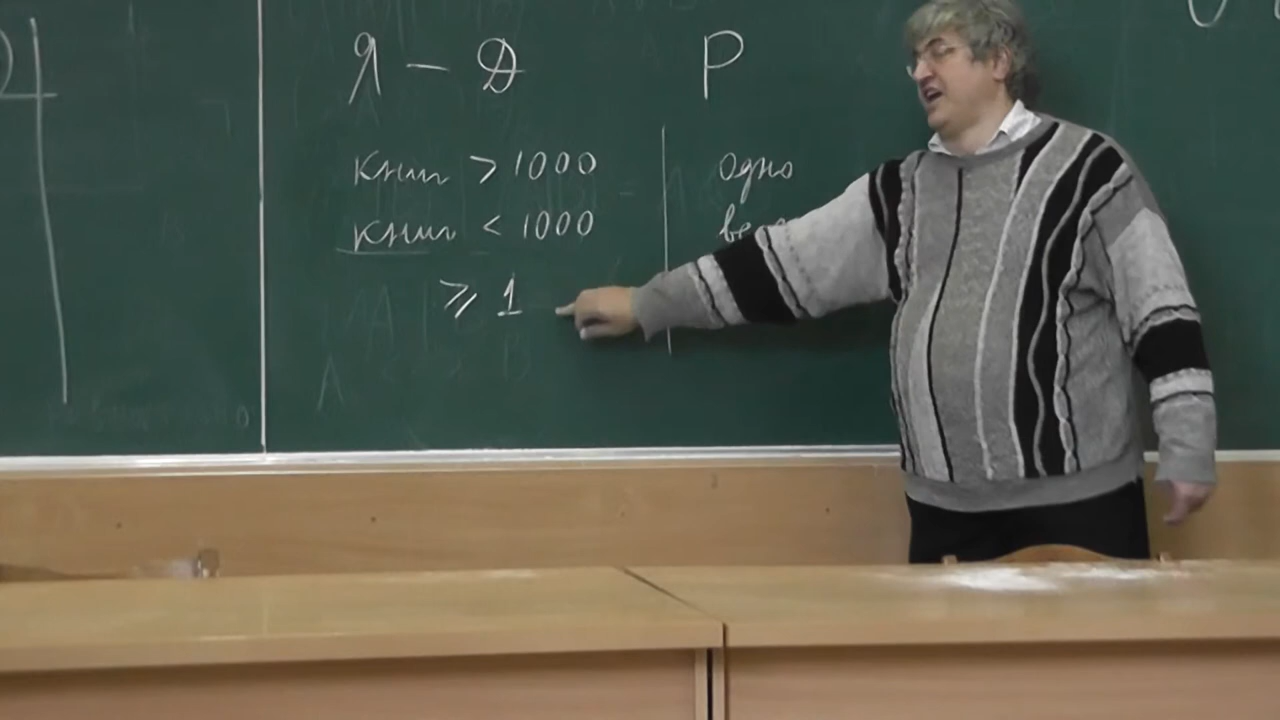 Я – Д Р
книг > 1000 одно
книг < 1000
≥ 1
А